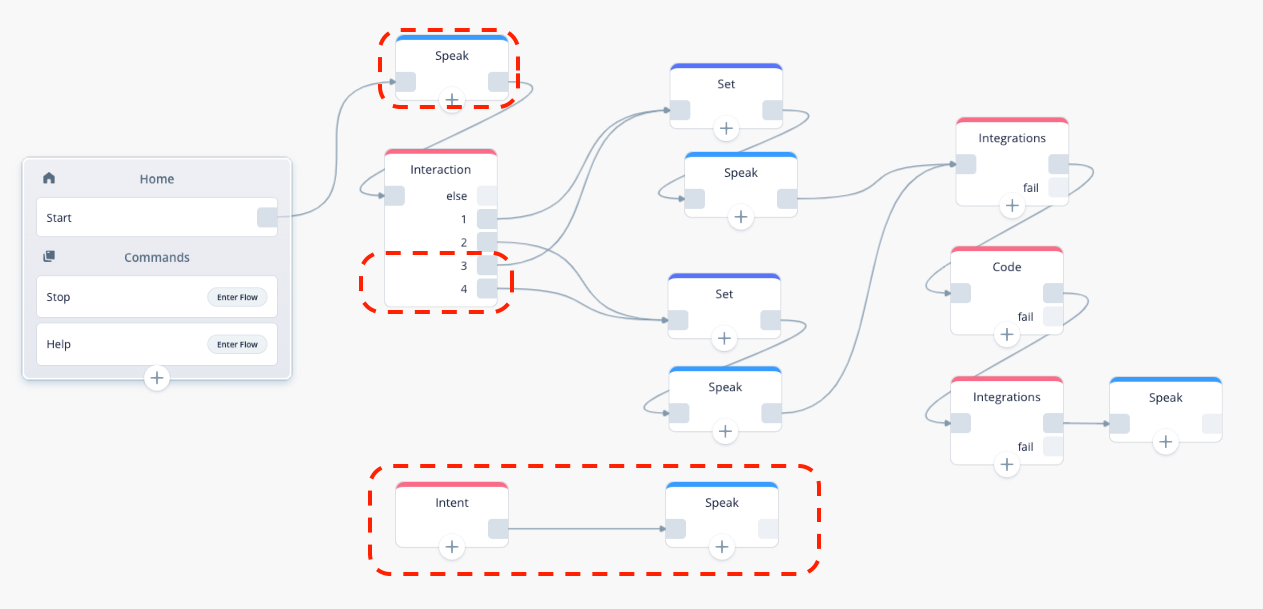 Home
Start
Commands
Stop
Enter Flow
Help
Enter Flow
Speak
Interaction
else
1
2
3
4
Set
Speak
Set
Speak
Integrations
fail
Code
fail
Integrations
fail
Speak
Intent
Speak